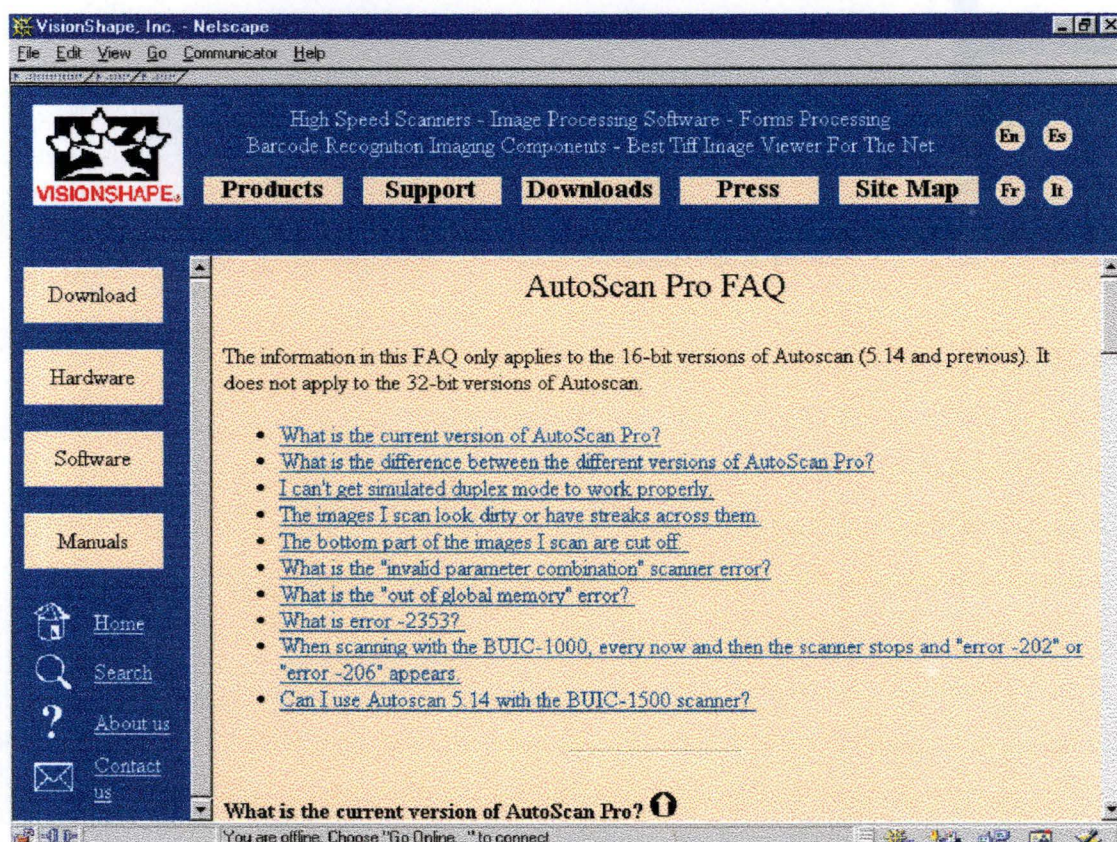 VisionShape, Inc. - Netscape
File Edit View Go Communicator Help
VISIONSHAPE
High Speed Scanners - Image Processing Software - Forms Processing
Barcode Recognition Imaging Components - Best Tiff Image Viewer For The Net
En Es
Products Support Downloads Press Site Map Fr It
Download
Hardware
Software
Manuals
Home
Search
About us
Contact
us
AutoScan Pro FAQ
The information in this FAQ only applies to the 16-bit versions of Autoscan (5.14 and previous). It
does not apply to the 32-bit versions of Autoscan.
• What is the current version of AutoScan Pro?
• What is the difference between the different versions of AutoScan Pro?
• I can't get simulated duplex mode to work properly.
• The images I scan look dirty or have streaks across them
• The bottom part of the images I scan are cut off
• What is the "invalid parameter combination" scanner error?
• What is the "out of global memory" error?
• What is error -2353?
• When scanning with the BUIC-1000, every now and then the scanner stops and "error -202" or
"error -206" appears.
• Can I use Autoscan 5.14 with the BUIC-1500 scanner?
What is the current version of AutoScan Pro?
You are offline. Choose "Go Online..." to connect